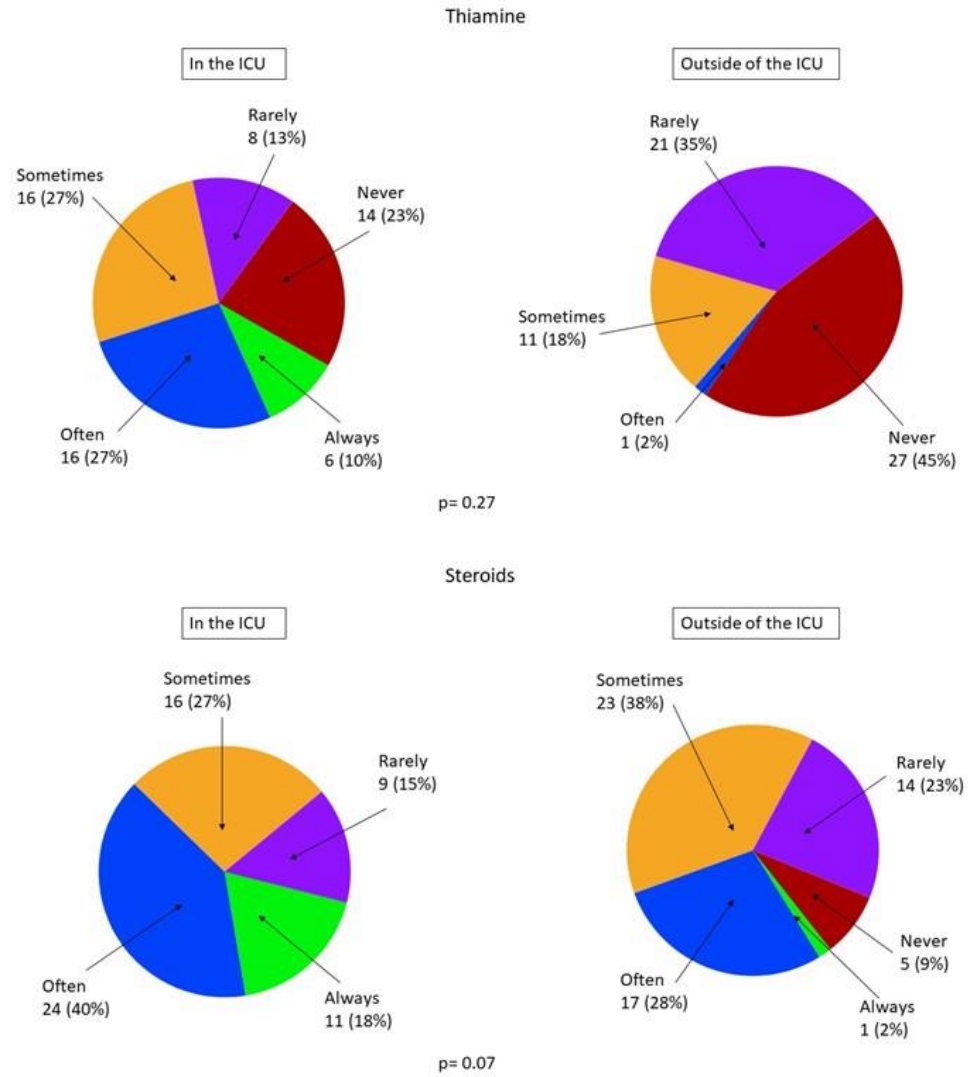 Thiamine
In the ICU
Outside of the ICU
Rarely
8 (13%)
Sometimes
16 (27%)
Never
14 (23%)
Often
16 (27%)
Always
6 (10%)
Rarely
21 (35%)
Sometimes
11 (18%)
Often
1 (2%)
Never
27 (45%)
p= 0.27
Steroids
In the ICU
Outside of the ICU
Sometimes
16 (27%)
Rarely
9 (15%)
Often
24 (40%)
Always
11 (18%)
Sometimes
23 (38%)
Rarely
14 (23%)
Never
5 (9%)
Often
17 (28%)
Always
1 (2%)
p= 0.07